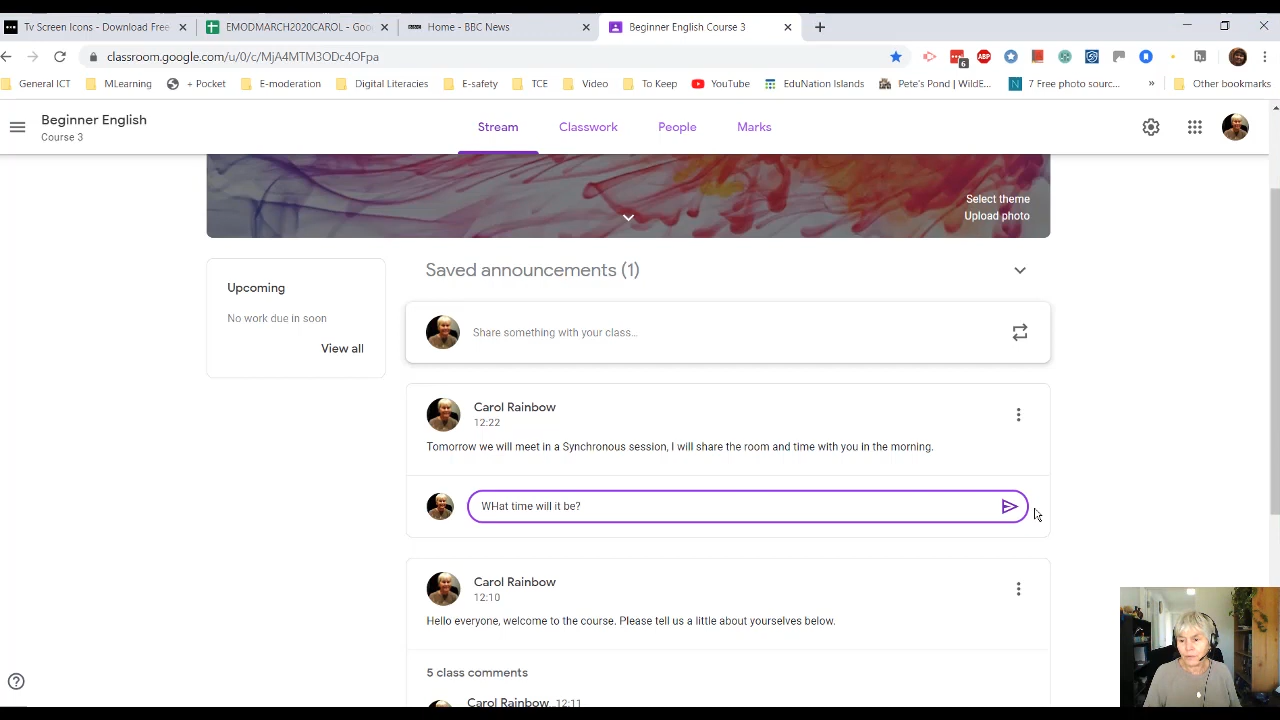 Tv Screen Icons - Download Free
EMODMARCH2020CAROL - Goo
Home - BBC News
Beginner English Course 3
classroom.google.com/u/0/c/MjA4MTM3ODc4OFpa
6
ABP
General ICT
MLearning
+ Pocket
E-moderation
Digital Literacies
E-safety
TCE
Video
To Keep
YouTube
EduNation Islands
Pete's Pond | WildE...
7 Free photo sourc...
»
Other bookmarks
Beginner English
Course 3
Stream
Classwork
People
Marks
Select theme
Upload photo
Upcoming
No work due in soon
View all
Saved announcements (1)
Share something with your class...
Carol Rainbow
12:22
Tomorrow we will meet in a Synchronous session, I will share the room and time with you in the morning.
WHat time will it be?
Carol Rainbow
12:10
Hello everyone, welcome to the course. Please tell us a little about yourselves below.
5 class comments
Carol Rainbow 12:11